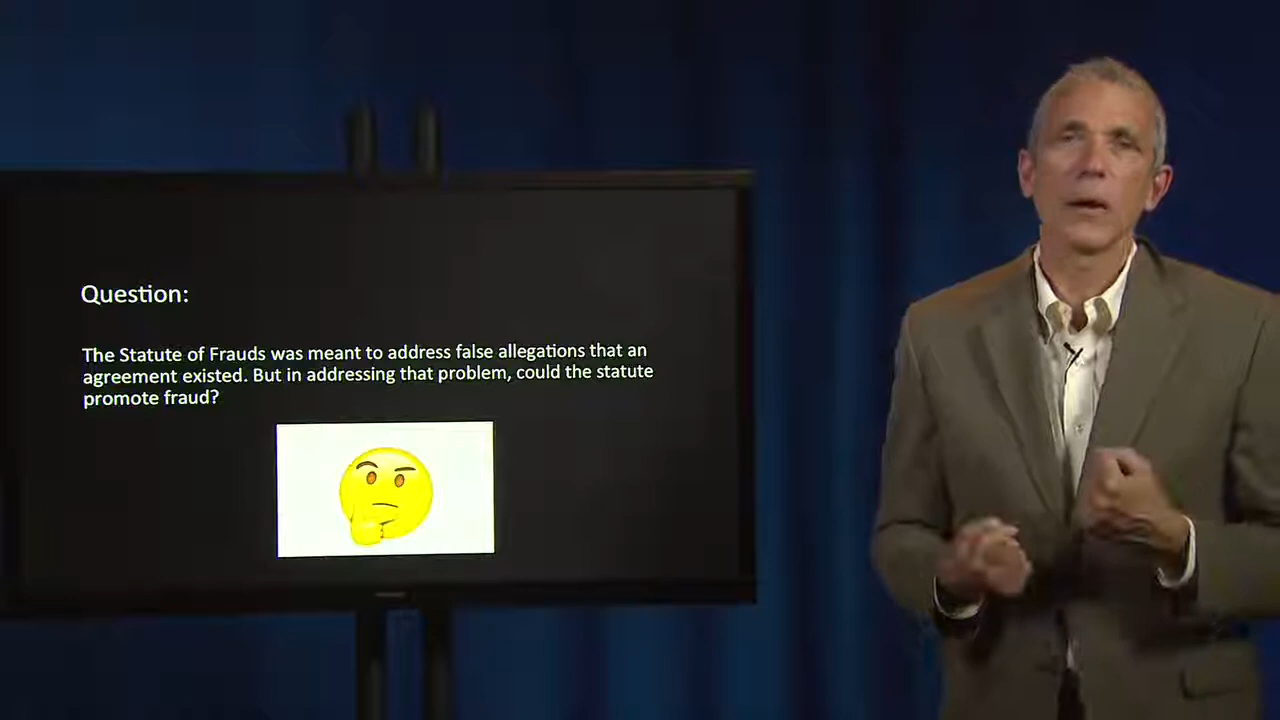 Question:
The Statute of Frauds was meant to address false allegations that an
agreement existed. But in addressing that problem, could the statute
promote fraud?